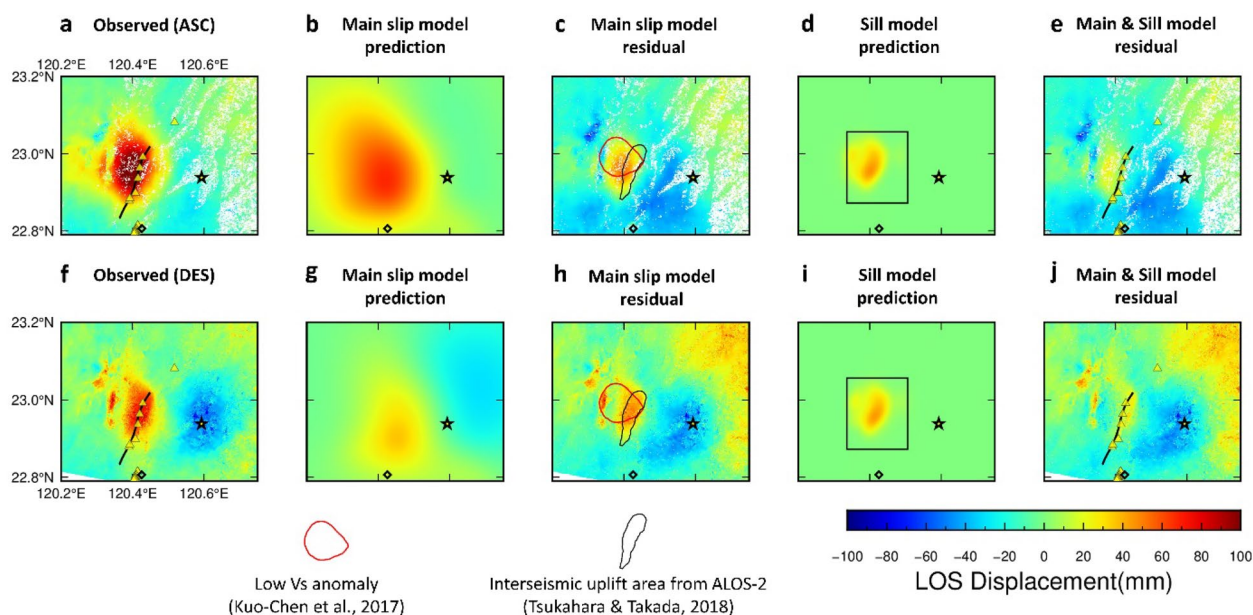 a Observed (ASC)
b Main slip model prediction
c Main slip model residual
d Sill model prediction
e Main & Sill model residual
120.2°E 120.4°E 120.6°E
23.2°N
23.0°N
22.8°N
f Observed (DES)
g Main slip model prediction
h Main slip model residual
i Sill model prediction
j Main & Sill model residual
23.2°N
23.0°N
22.8°N
120.2°E 120.4°E 120.6°E
Low Vs anomaly
(Kuo-Chen et al., 2017)
Interseismic uplift area from ALOS-2
(Tsukahara & Takada, 2018)
-100 -80 -60 -40 -20 0 20 40 60 80 100
LOS Displacement(mm)